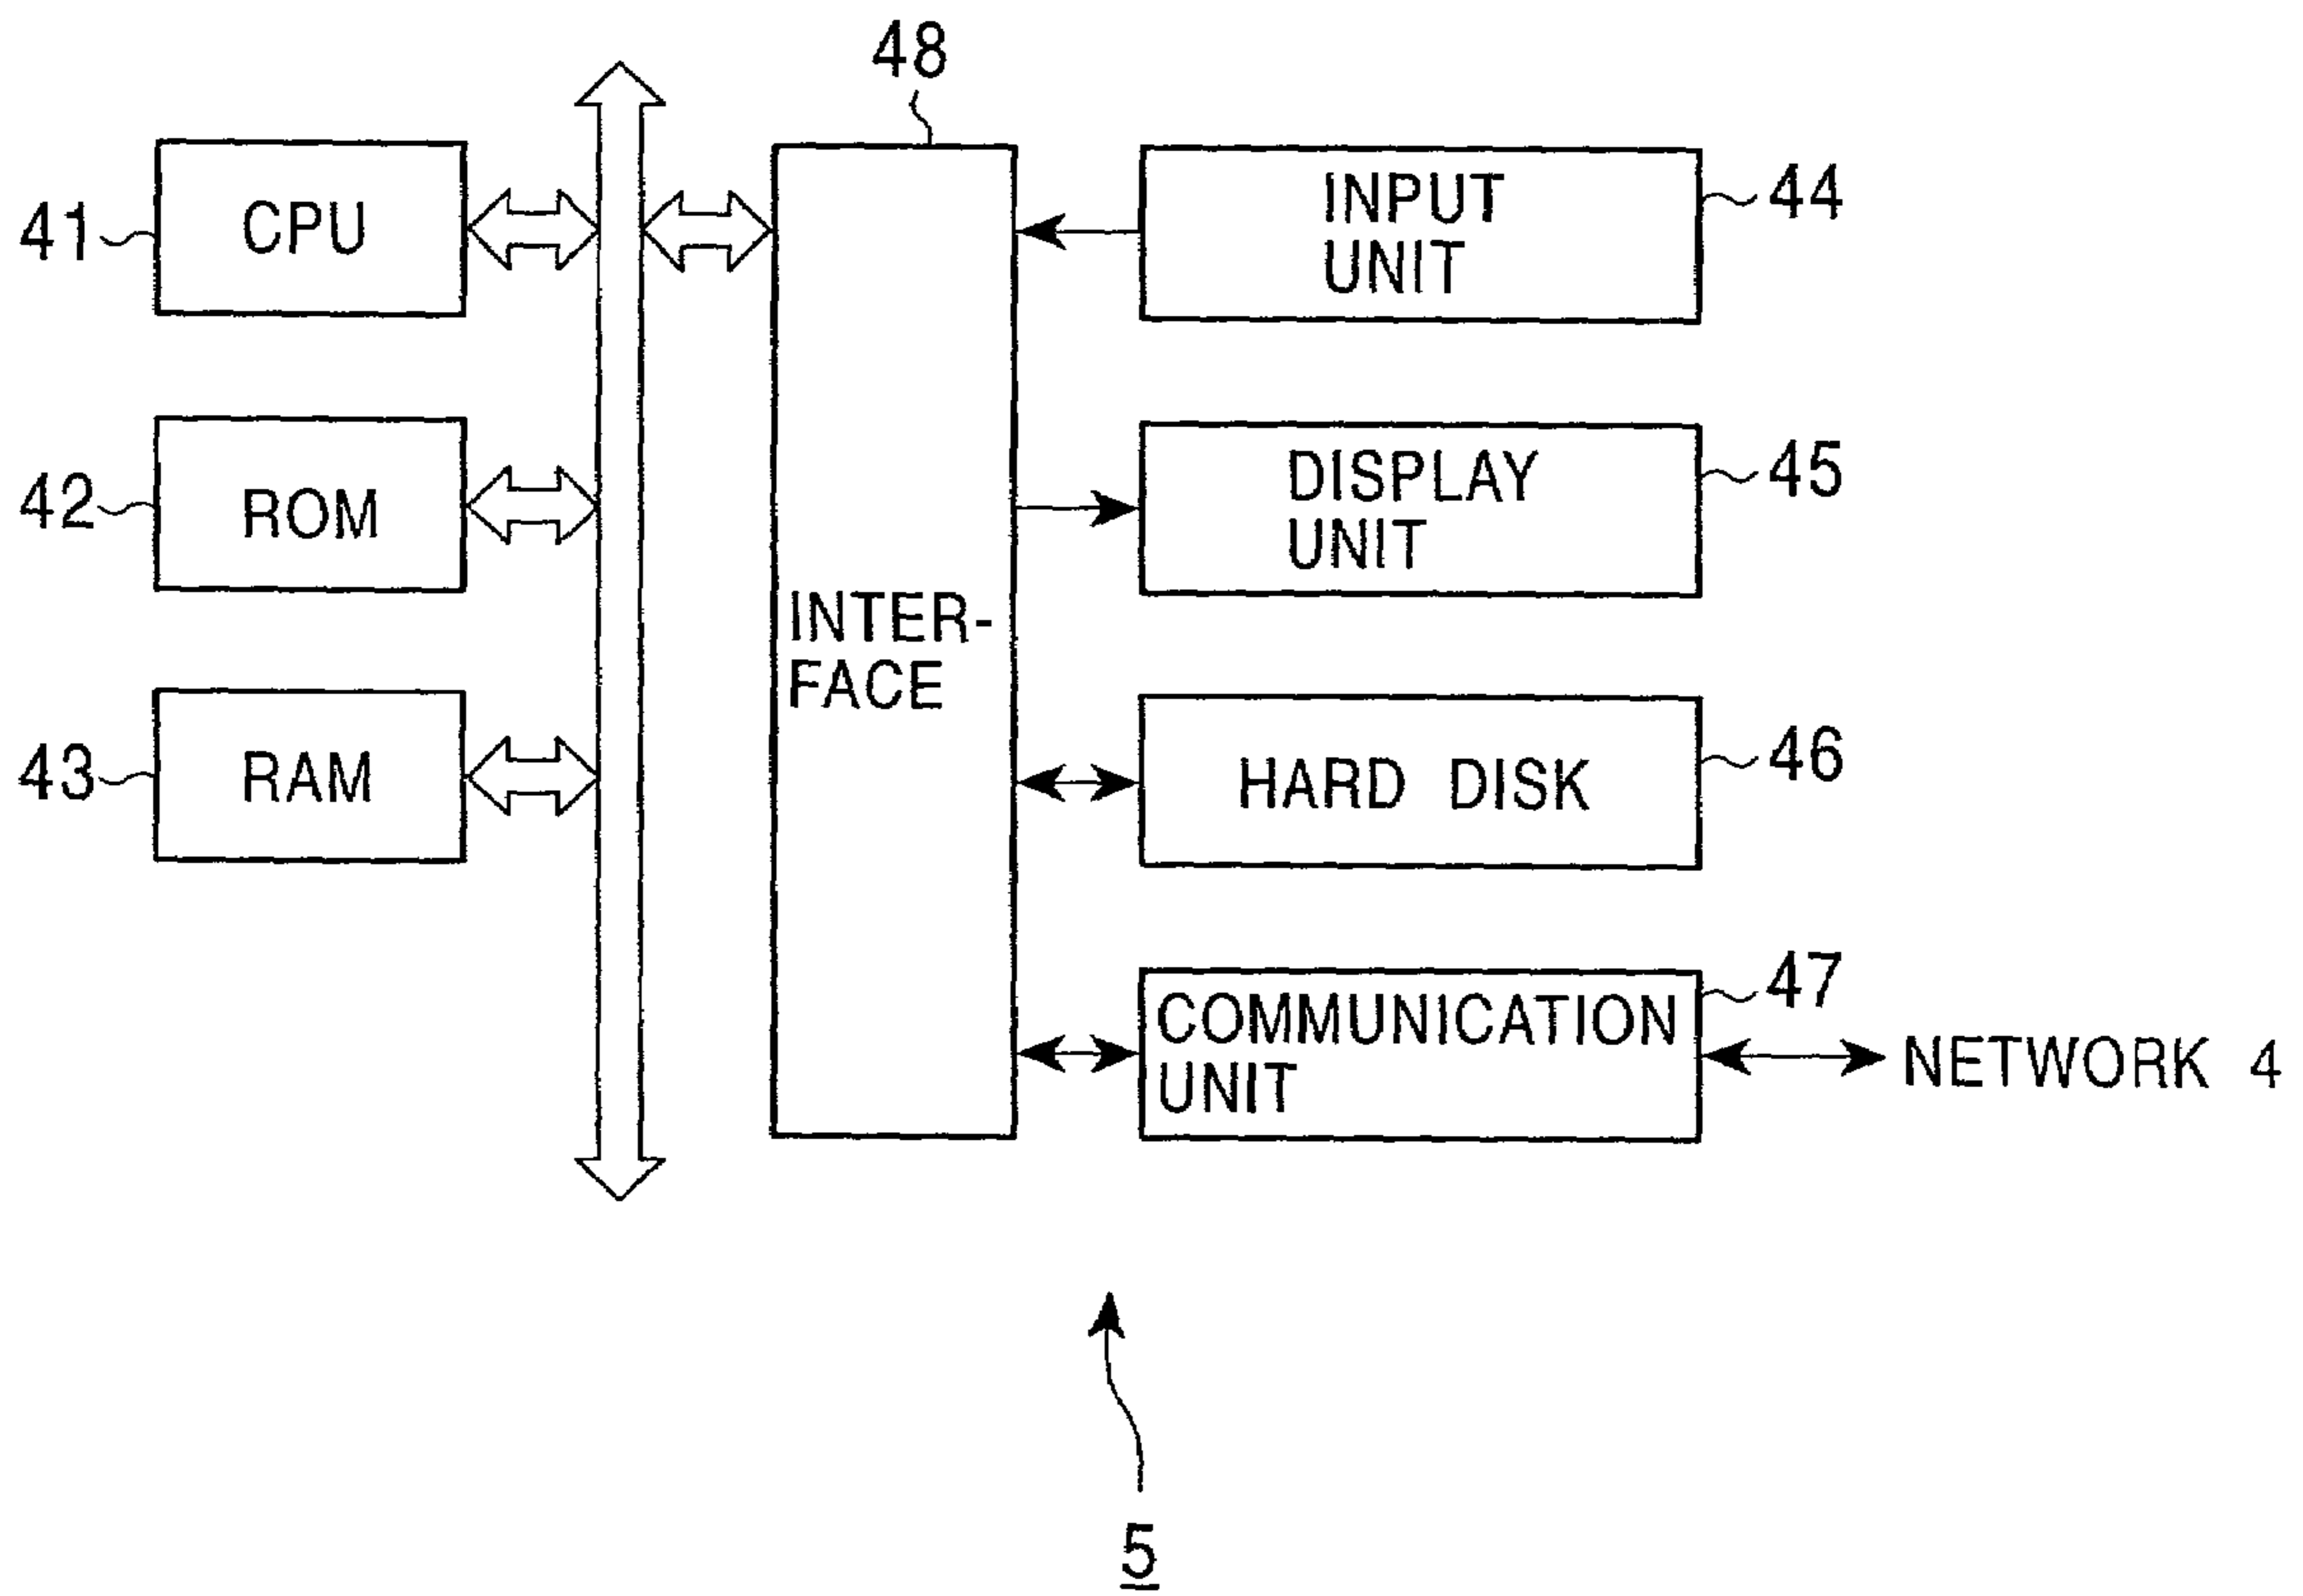 48
41
CPU
INPUT
UNIT
44
42
ROM
DISPLAY
UNIT
45
INTER-
FACE
43
RAM
HARD DISK
46
COMMUNICATION
UNIT
47
NETWORK 4
5